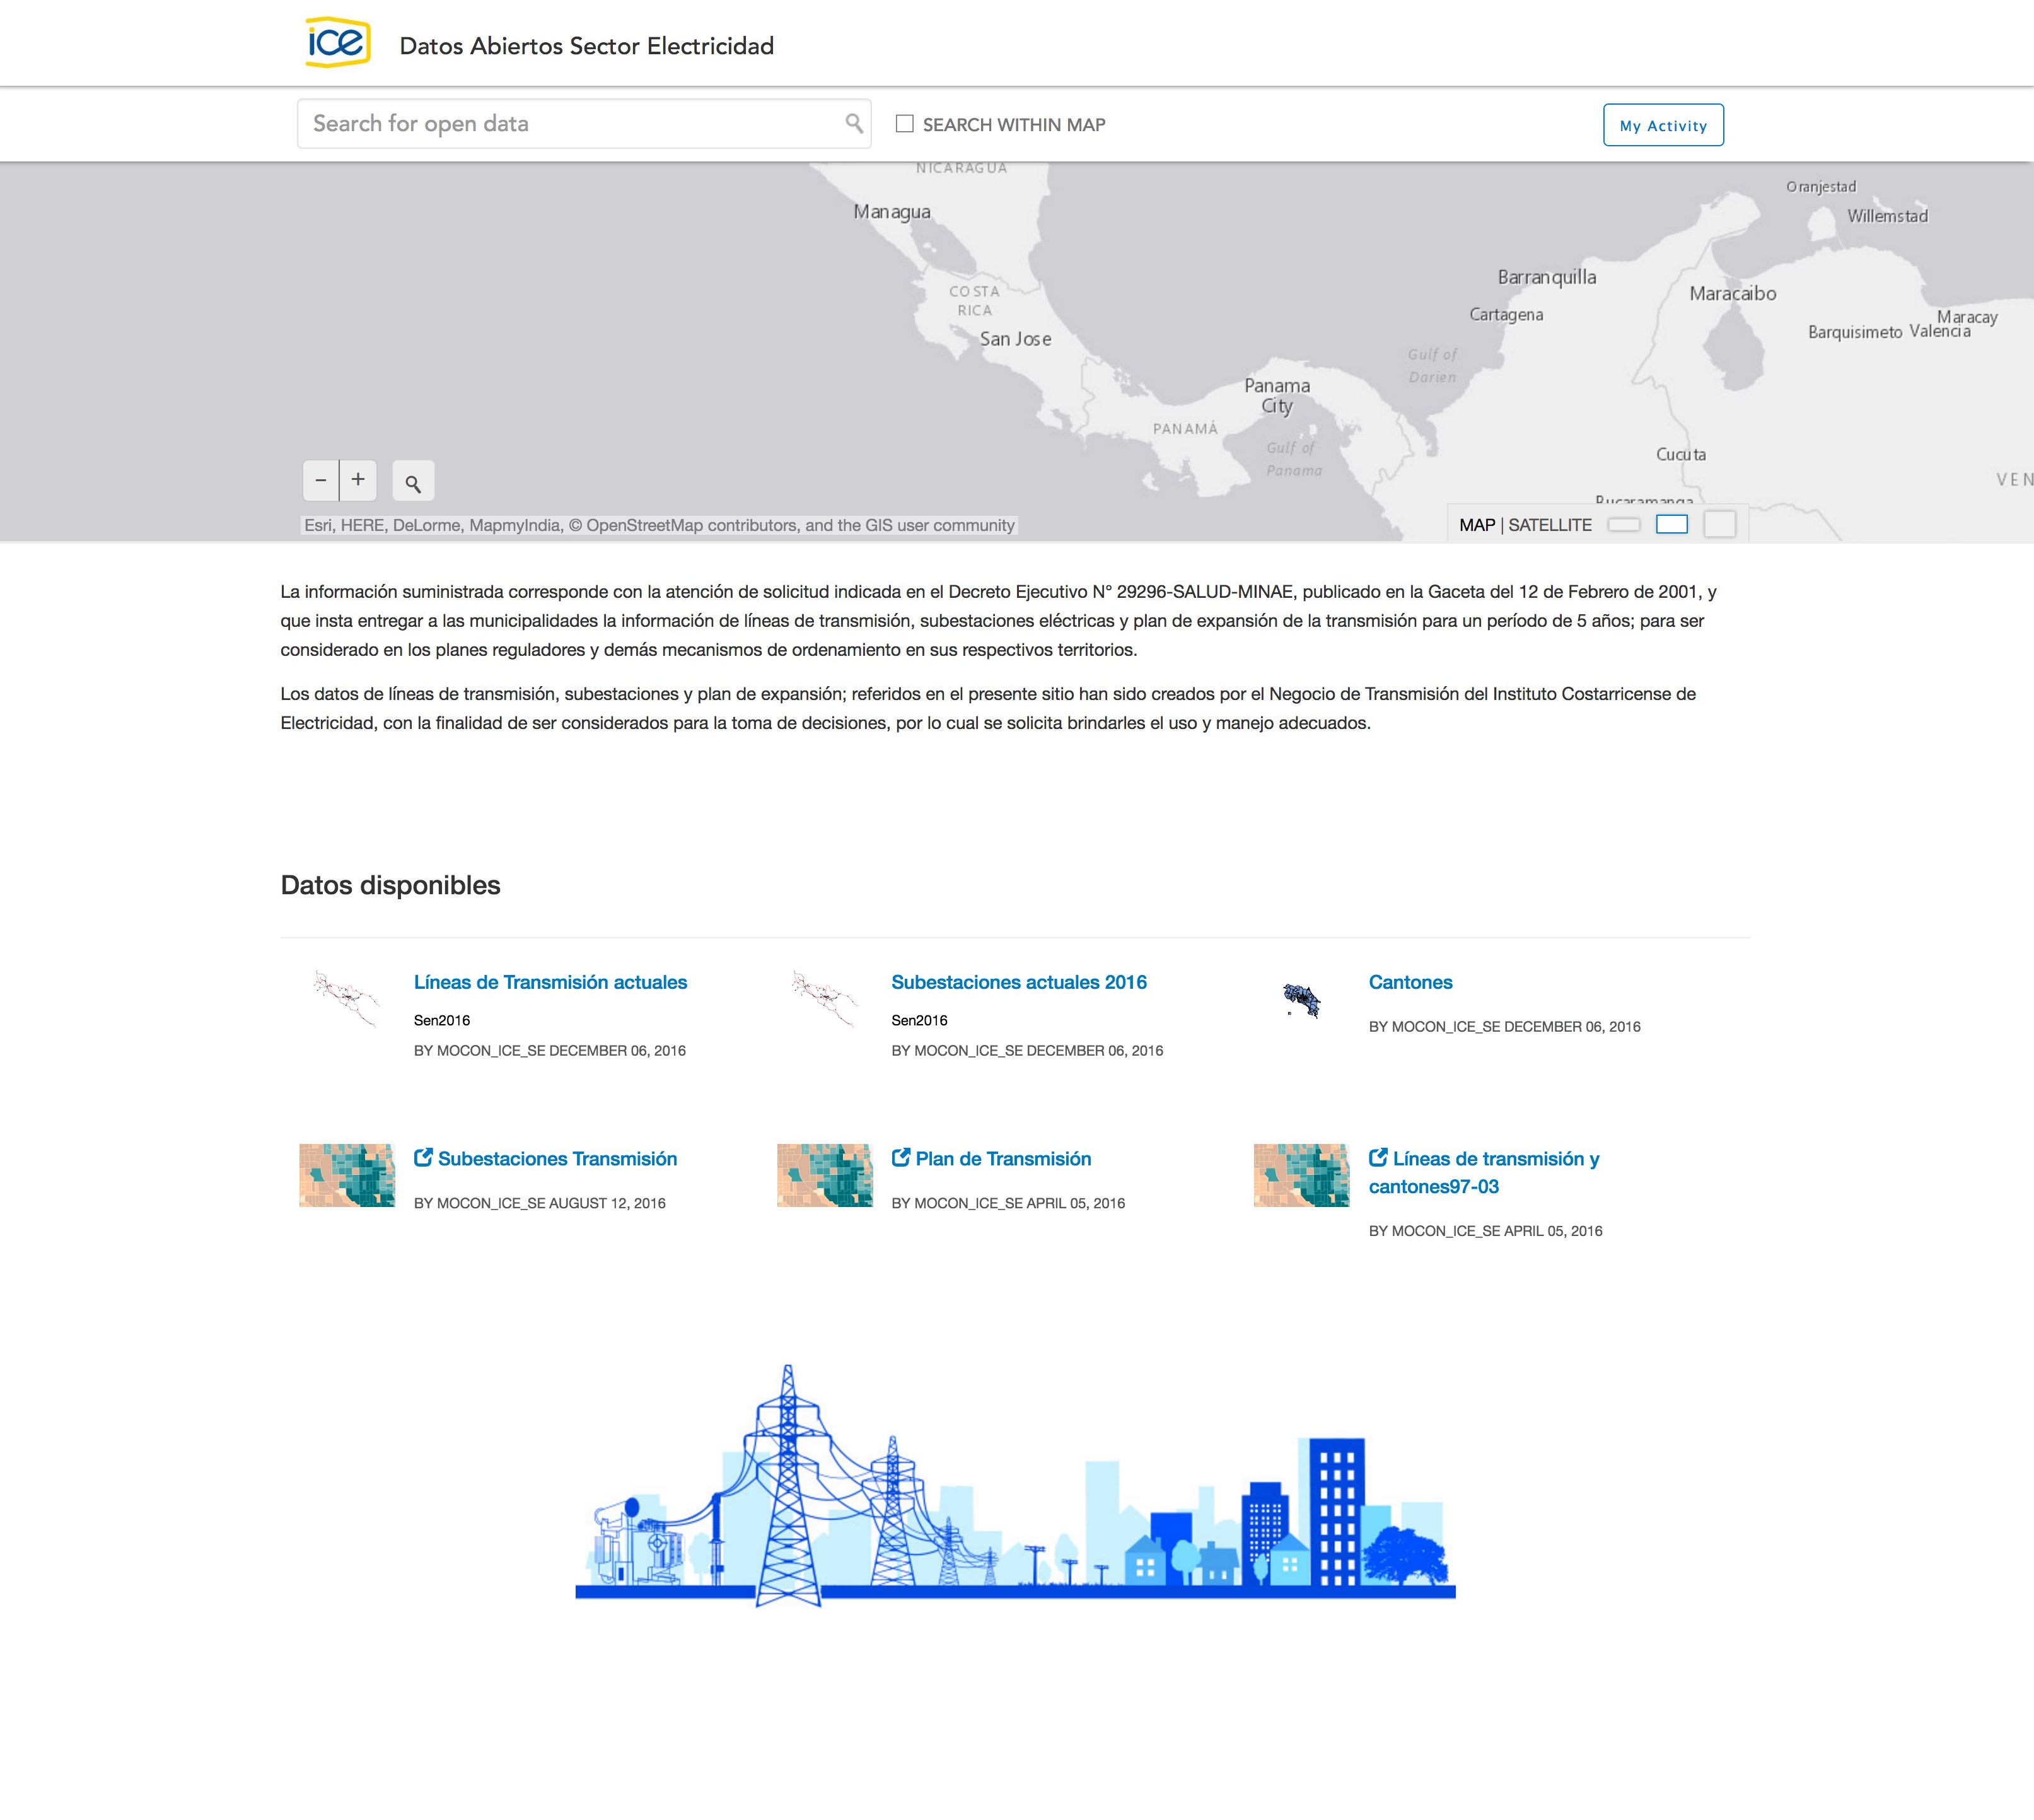 ice
Datos Abiertos Sector Electricidad
Search for open data
SEARCH WITHIN MAP
My Activity
NICARAGUA
Managua
Oranjestad
Willemstad
Barranquilla
COSTA
RICA
Maracaibo
Cartagena
Maracay
Barquisimeto Valencia
San Jose
Gulf of
Darien
Panama
City
PANAMÁ
Gulf of
Panama
Cucuta
VEN
Bucaramanga
− +
Esri, HERE, DeLorme, MapmyIndia, © OpenStreetMap contributors, and the GIS user community
MAP | SATELLITE
La información suministrada corresponde con la atención de solicitud indicada en el Decreto Ejecutivo N° 29296-SALUD-MINAE, publicado en la Gaceta del 12 de Febrero de 2001, y
que insta entregar a las municipalidades la información de líneas de transmisión, subestaciones eléctricas y plan de expansión de la transmisión para un período de 5 años; para ser
considerado en los planes reguladores y demás mecanismos de ordenamiento en sus respectivos territorios.
Los datos de líneas de transmisión, subestaciones y plan de expansión; referidos en el presente sitio han sido creados por el Negocio de Transmisión del Instituto Costarricense de
Electricidad, con la finalidad de ser considerados para la toma de decisiones, por lo cual se solicita brindarles el uso y manejo adecuados.
Datos disponibles
Líneas de Transmisión actuales
Sen2016
BY MOCON_ICE_SE DECEMBER 06, 2016
Subestaciones actuales 2016
Sen2016
BY MOCON_ICE_SE DECEMBER 06, 2016
Cantones
BY MOCON_ICE_SE DECEMBER 06, 2016
Subestaciones Transmisión
BY MOCON_ICE_SE AUGUST 12, 2016
Plan de Transmisión
BY MOCON_ICE_SE APRIL 05, 2016
Líneas de transmisión y
cantones97-03
BY MOCON_ICE_SE APRIL 05, 2016